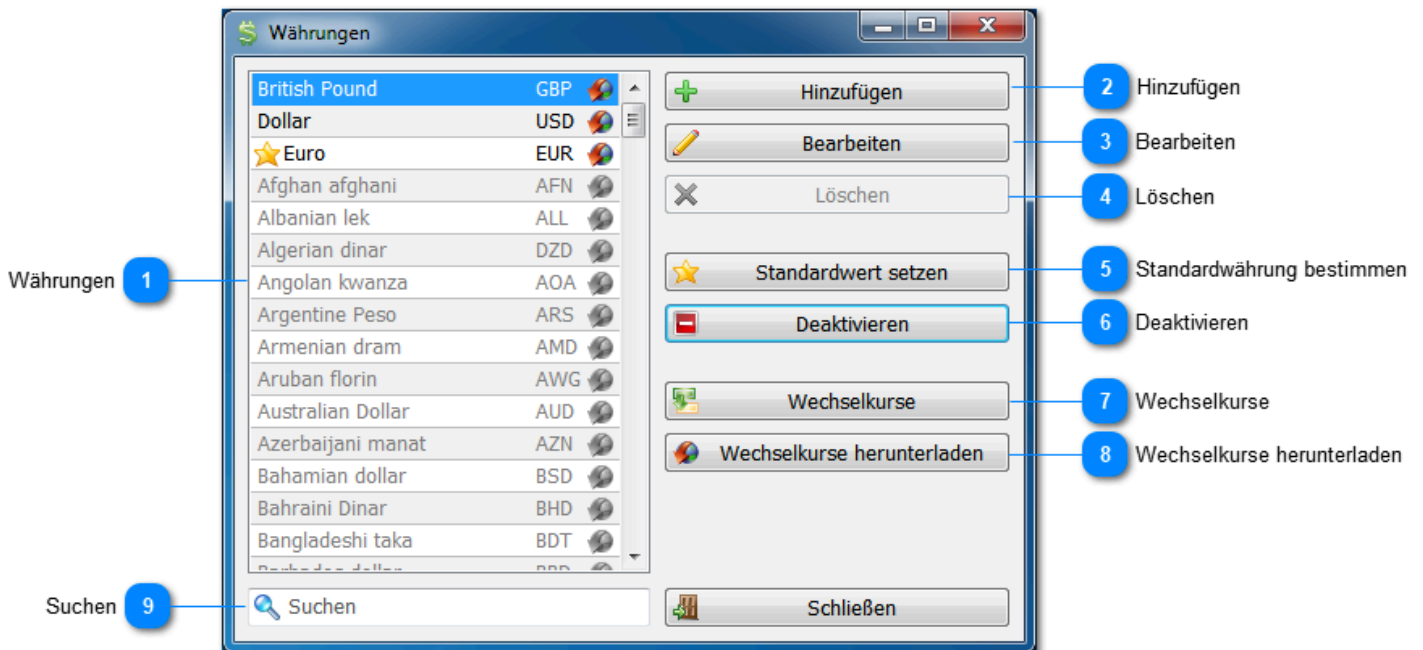 Währungen
British Pound GBP
Dollar USD
Euro EUR
Afghan afghani AFN
Albanian lek ALL
Algerian dinar DZD
Angolan kwanza AOA
Argentine Peso ARS
Armenian dram AMD
Aruban florin AWG
Australian Dollar AUD
Azerbaijani manat AZN
Bahamian dollar BSD
Bahraini Dinar BHD
Bangladeshi taka BDT
Barbados dollar BBD
Suchen
Hinzufügen
Bearbeiten
Löschen
Standardwert setzen
Deaktivieren
Wechselkurse
Wechselkurse herunterladen
Schließen
Währungen 1
2 Hinzufügen
3 Bearbeiten
4 Löschen
5 Standardwährung bestimmen
6 Deaktivieren
7 Wechselkurse
8 Wechselkurse herunterladen
Suchen 9